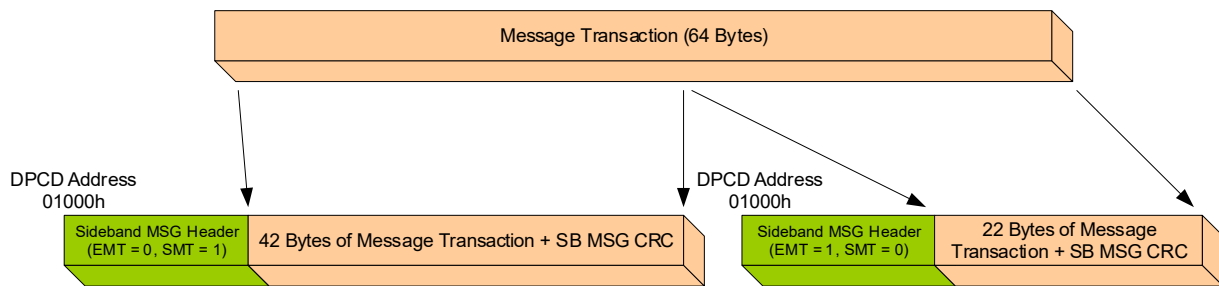 Message Transaction (64 Bytes)
DPCD Address
01000h
DPCD Address
01000h
Sideband MSG Header
(EMT = 0, SMT = 1)
42 Bytes of Message Transaction + SB MSG CRC
Sideband MSG Header
(EMT = 1, SMT = 0)
22 Bytes of Message
Transaction + SB MSG CRC